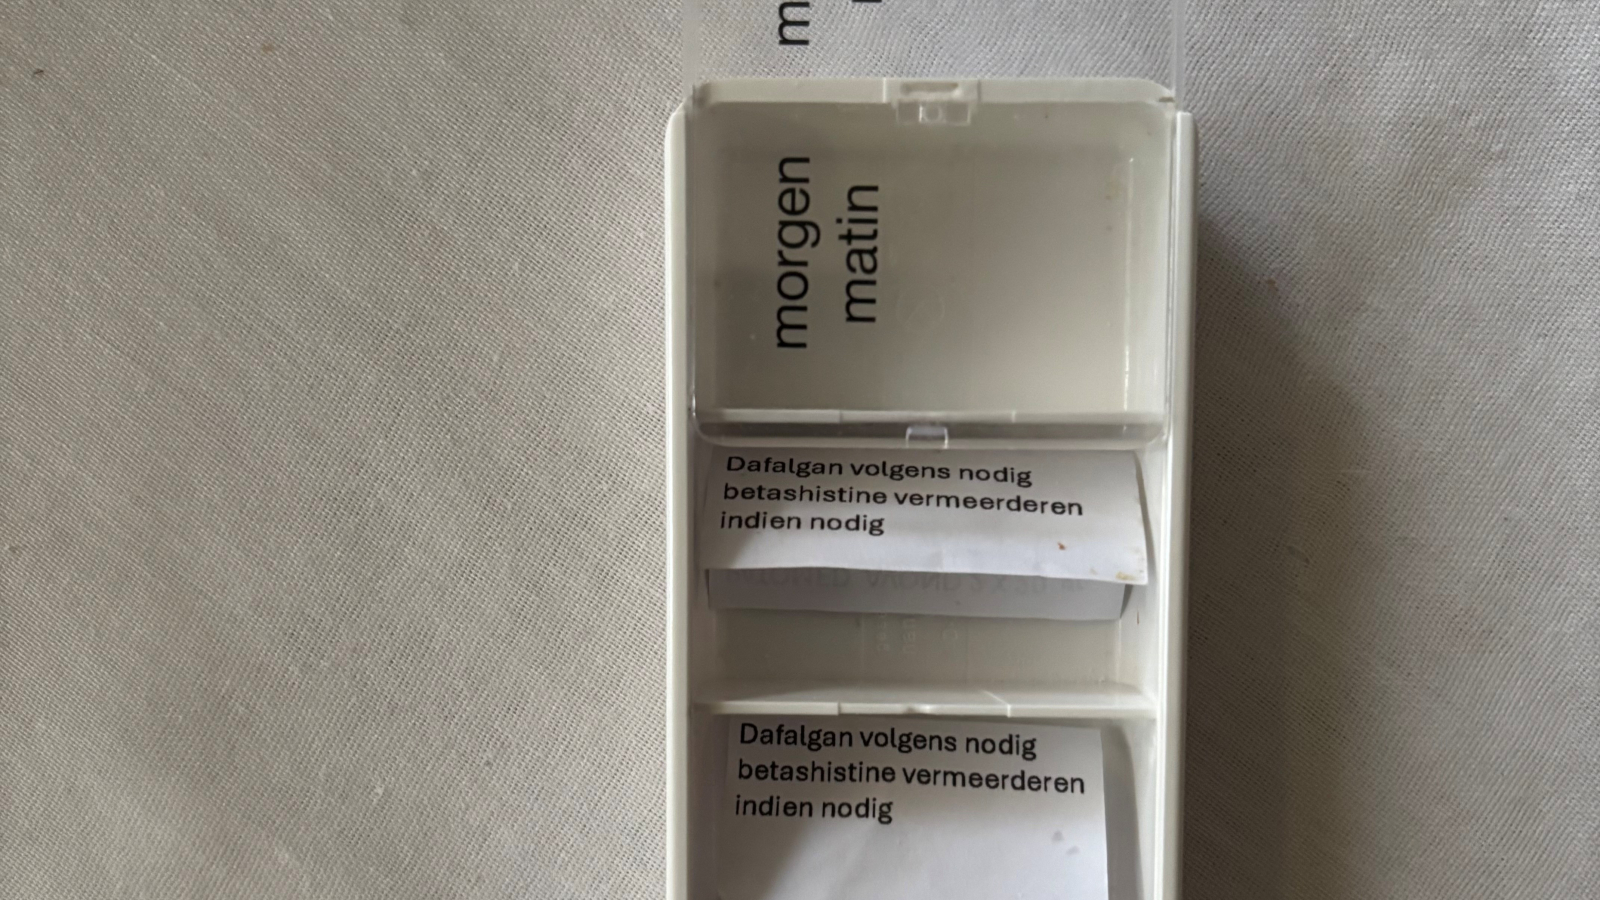 morgen
matin
Dafalgan volgens nodig
betashistine vermeerderen
indien nodig
Dafalgan volgens nodig
betashistine vermeerderen
indien nodig